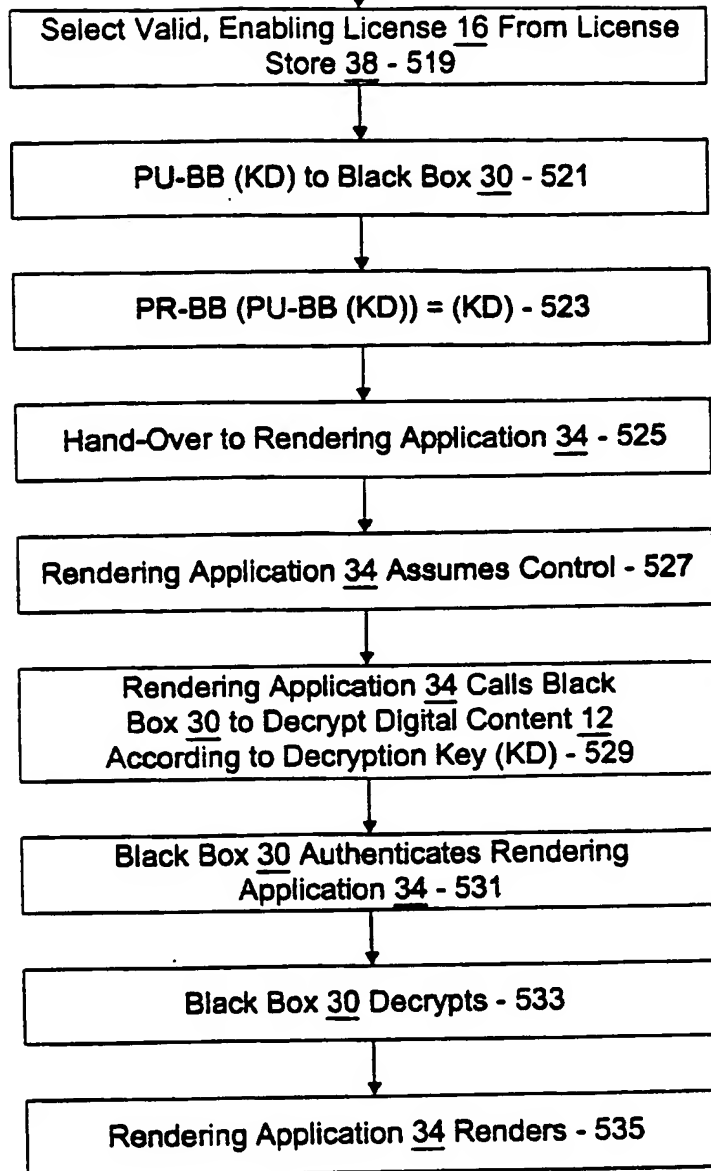 Select Valid, Enabling License 16 From License
Store 38 - 519
PU-BB (KD) to Black Box 30 - 521
PR-BB (PU-BB (KD)) = (KD) - 523
Hand-Over to Rendering Application 34 - 525
Rendering Application 34 Assumes Control - 527
Rendering Application 34 Calls Black
Box 30 to Decrypt Digital Content 12
According to Decryption Key (KD) - 529
Black Box 30 Authenticates Rendering
Application 34 - 531
Black Box 30 Decrypts - 533
Rendering Application 34 Renders - 535